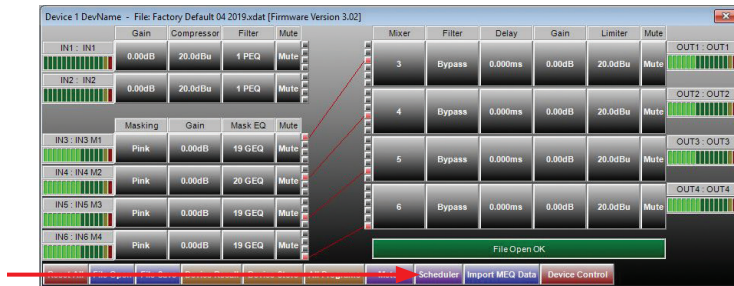 Device 1 DevName - File: Factory Default 04 2019.xdat [Firmware Version 3.02]
Gain Compressor Filter Mute Mixer Filter Delay Gain Limiter Mute
IN1 : IN1 0.00dB 20.0dBu 1 PEQ Mute 3 Bypass 0.000ms 0.00dB 20.0dBu Mute OUT1 : OUT1
IN2 : IN2 0.00dB 20.0dBu 1 PEQ Mute
4 Bypass 0.000ms 0.00dB 20.0dBu Mute OUT2 : OUT2
Masking Gain Mask EQ Mute
IN3 : IN3 M1 Pink 0.00dB 19 GEQ Mute 5 Bypass 0.000ms 0.00dB 20.0dBu Mute OUT3 : OUT3
IN4 : IN4 M2 Pink 0.00dB 20 GEQ Mute
IN5 : IN5 M3 Pink 0.00dB 19 GEQ Mute 6 Bypass 0.000ms 0.00dB 20.0dBu Mute OUT4 : OUT4
IN6 : IN6 M4 Pink 0.00dB 19 GEQ Mute File Open OK
Scheduler Import MEQ Data Device Control